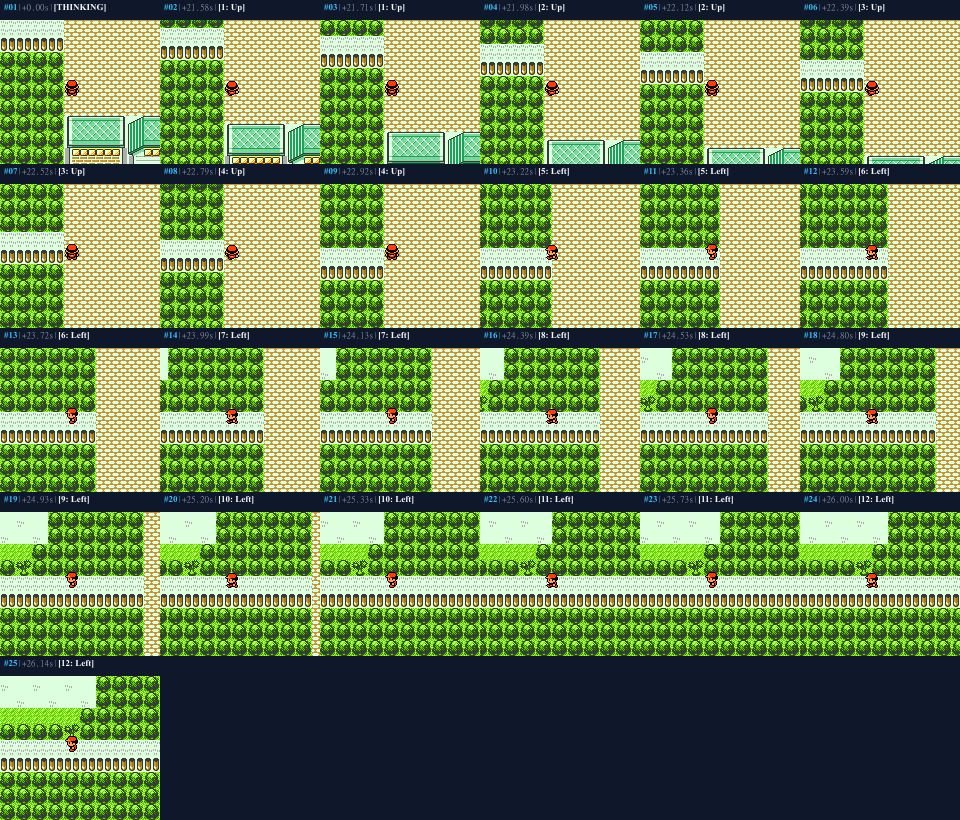 #01|+0.00s|[THINKING]
#02|+21.58s|[1: Up]
#03|+21.71s|[1: Up]
#04|+21.98s|[2: Up]
#05|+22.12s|[2: Up]
#06|+22.39s|[3: Up]
#07|+22.52s|[3: Up]
#08|+22.79s|[4: Up]
#09|+22.92s|[4: Up]
#10|+23.22s|[5: Left]
#11|+23.36s|[5: Left]
#12|+23.59s|[6: Left]
#13|+23.72s|[6: Left]
#14|+23.99s|[7: Left]
#15|+24.13s|[7: Left]
#16|+24.39s|[8: Left]
#17|+24.53s|[8: Left]
#18|+24.80s|[9: Left]
#19|+24.93s|[9: Left]
#20|+25.20s|[10: Left]
#21|+25.33s|[10: Left]
#22|+25.60s|[11: Left]
#23|+25.73s|[11: Left]
#24|+26.00s|[12: Left]
#25|+26.14s|[12: Left]